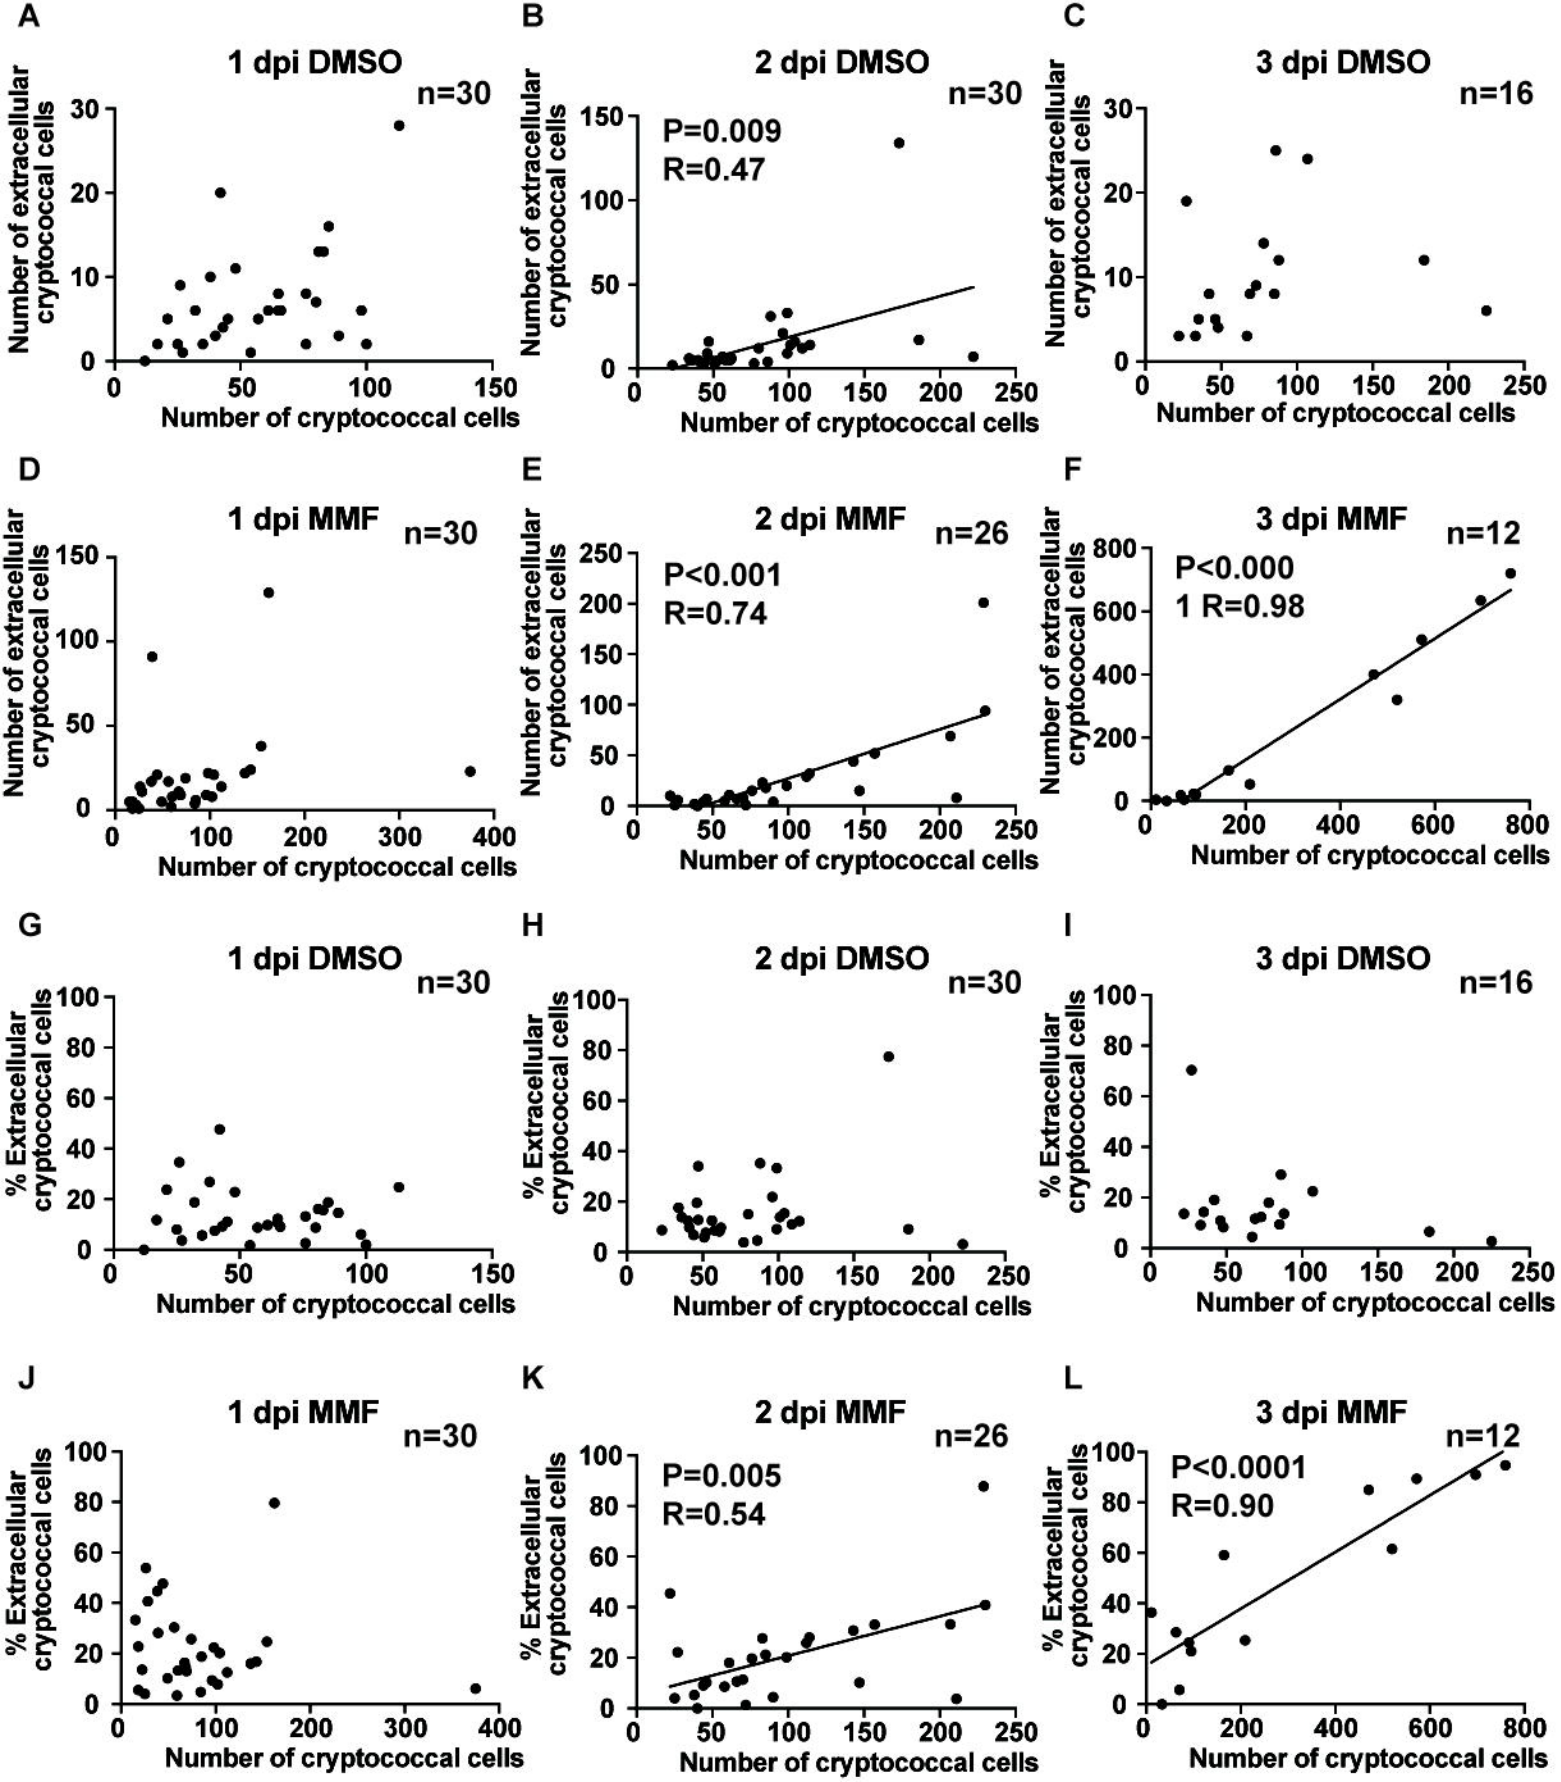 A
1 dpi DMSO
n=30
Number of extracellular
cryptococcal cells
30
20
10
0
0 50 100 150
Number of cryptococcal cells
B
2 dpi DMSO
n=30
P=0.009
R=0.47
Number of extracellular
cryptococcal cells
150
100
50
0
0 50 100 150 200 250
Number of cryptococcal cells
C
3 dpi DMSO
n=16
Number of extracellular
cryptococcal cells
30
20
10
0
0 50 100 150 200 250
Number of cryptococcal cells
D
1 dpi MMF
n=30
Number of extracellular
cryptococcal cells
150
100
50
0
0 100 200 300 400
Number of cryptococcal cells
E
2 dpi MMF
n=26
P<0.001
R=0.74
Number of extracellular
cryptococcal cells
250
200
150
100
50
0
0 50 100 150 200 250
Number of cryptococcal cells
F
3 dpi MMF
n=12
P<0.000
1 R=0.98
Number of extracellular
cryptococcal cells
800
600
400
200
0
0 200 400 600 800
Number of cryptococcal cells
G
1 dpi DMSO
n=30
% Extracellular
cryptococcal cells
100
80
60
40
20
0
0 50 100 150
Number of cryptococcal cells
H
2 dpi DMSO
n=30
% Extracellular
cryptococcal cells
100
80
60
40
20
0
0 50 100 150 200 250
Number of cryptococcal cells
I
3 dpi DMSO
n=16
% Extracellular
cryptococcal cells
100
80
60
40
20
0
0 50 100 150 200 250
Number of cryptococcal cells
J
1 dpi MMF
n=30
% Extracellular
cryptococcal cells
100
80
60
40
20
0
0 100 200 300 400
Number of cryptococcal cells
K
2 dpi MMF
n=26
P=0.005
R=0.54
% Extracellular
cryptococcal cells
100
80
60
40
20
0
0 50 100 150 200 250
Number of cryptococcal cells
L
3 dpi MMF
n=12
P<0.0001
R=0.90
% Extracellular
cryptococcal cells
100
80
60
40
20
0
0 200 400 600 800
Number of cryptococcal cells